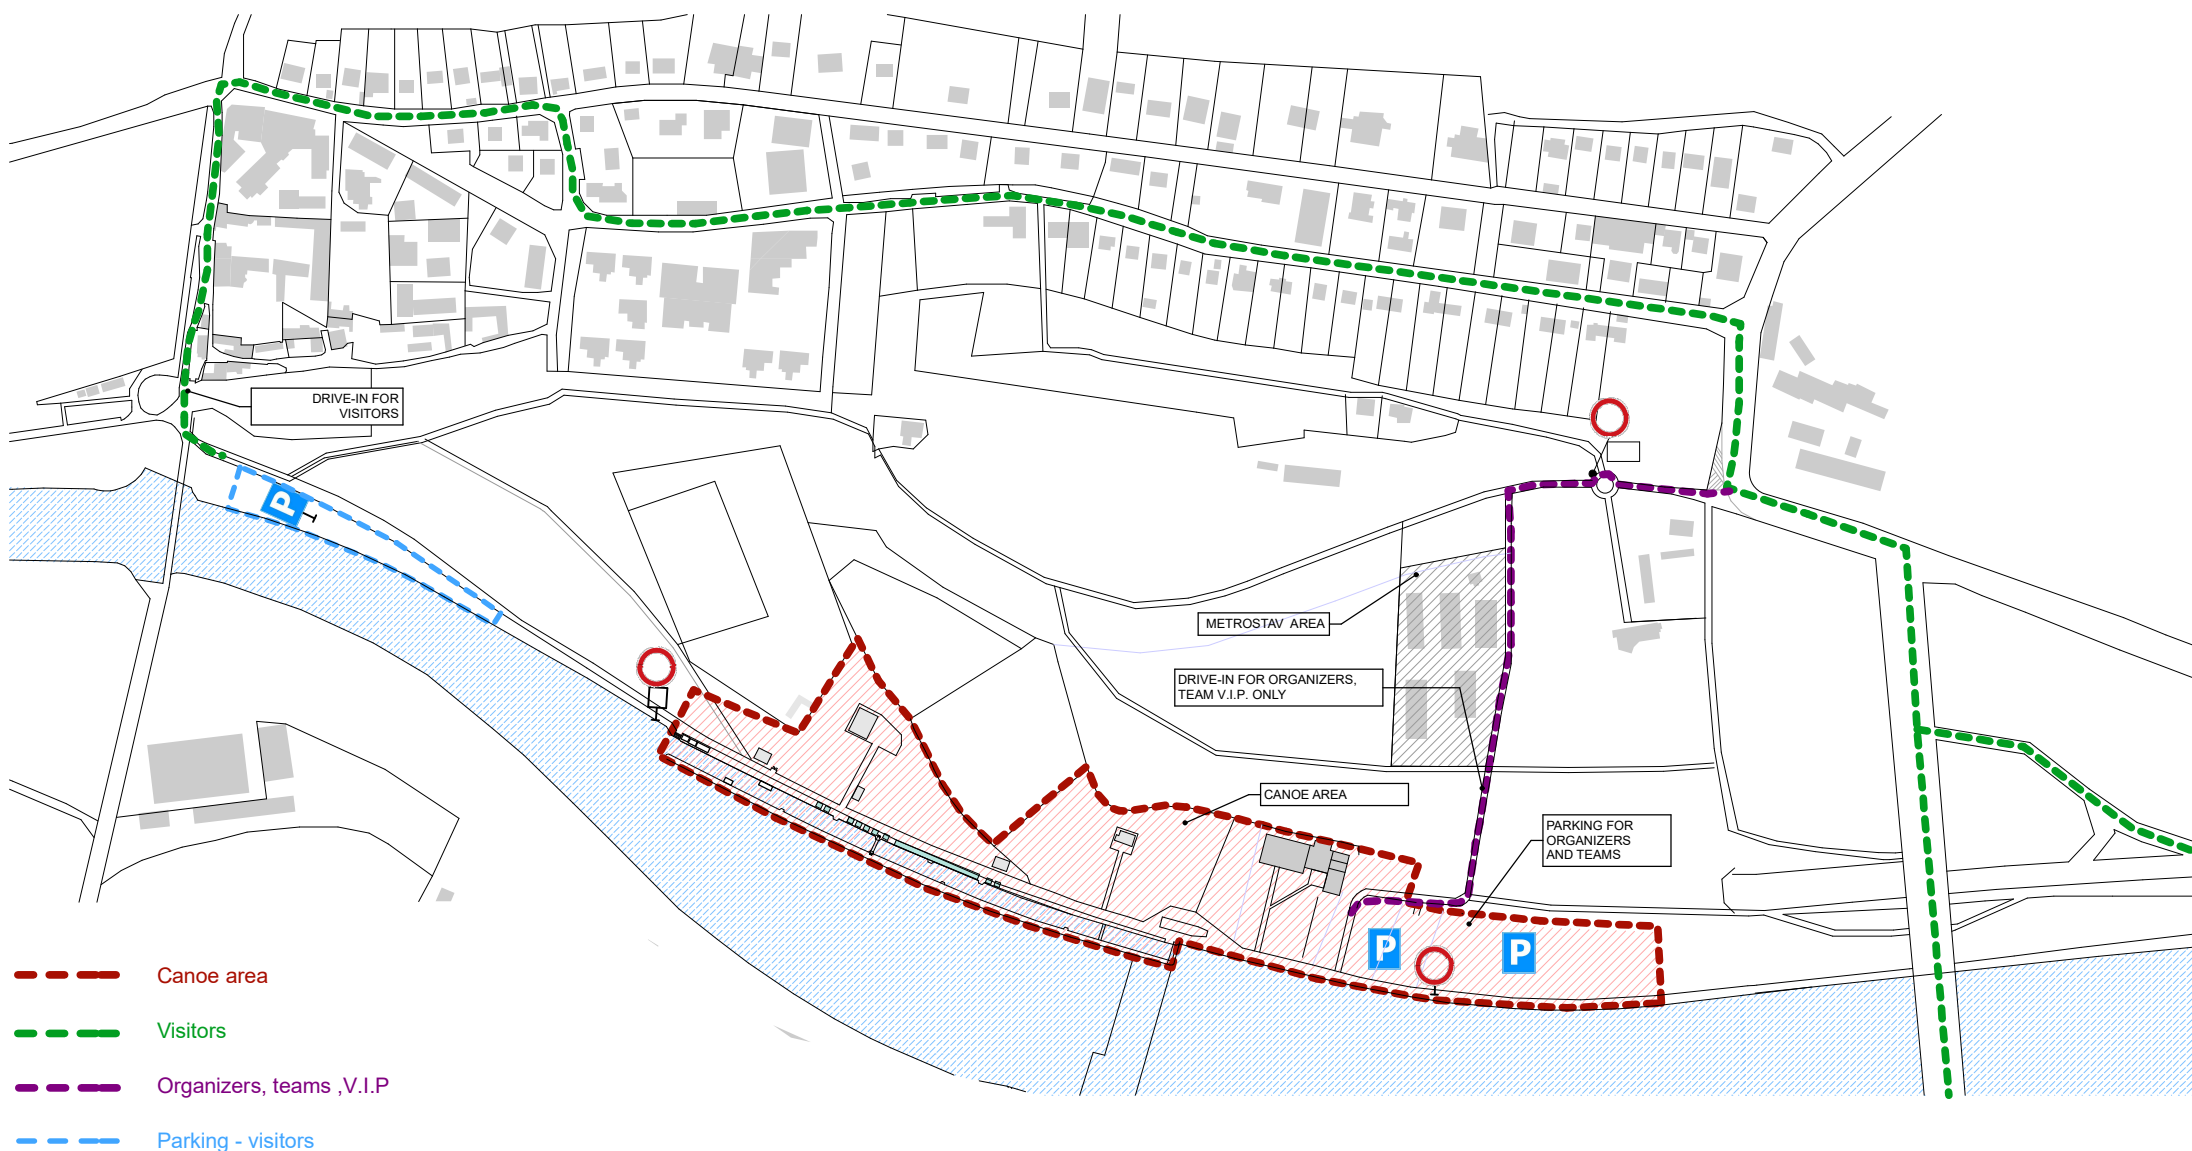 DRIVE-IN FOR
VISITORS
P
METROSTAV AREA
DRIVE-IN FOR ORGANIZERS,
TEAM V.I.P. ONLY
CANOE AREA
PARKING FOR
ORGANIZERS
AND TEAMS
P
P
Canoe area
Visitors
Organizers, teams ,V.I.P
Parking - visitors